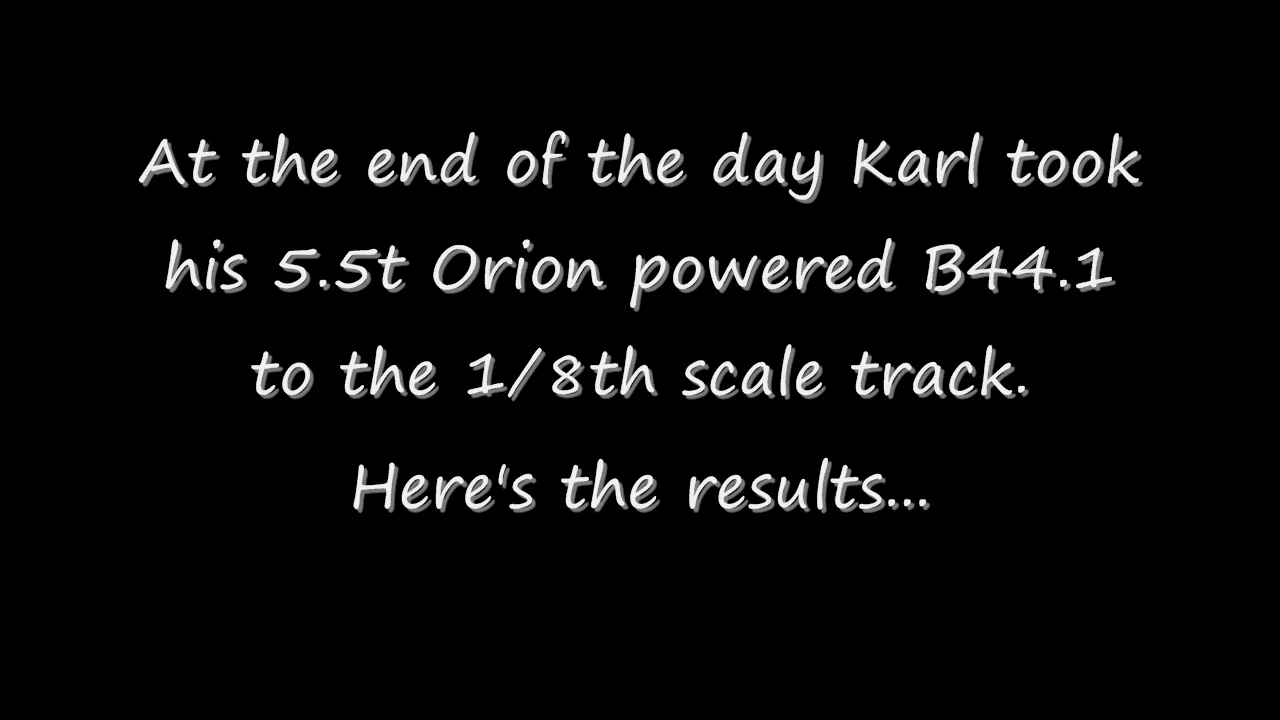 At the end of the day Karl took
his 5.5t Orion powered B44.1
to the 1/8th scale track.
Here's the results...